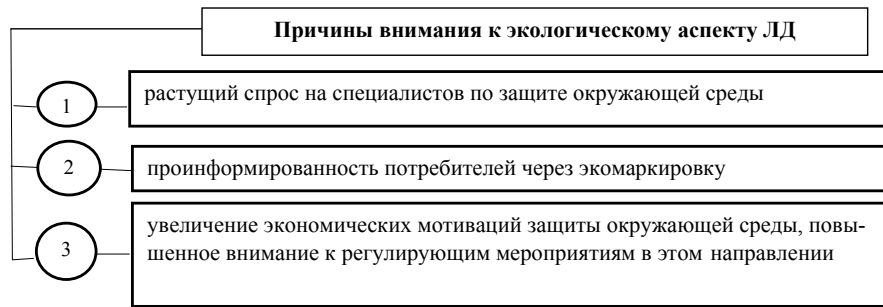 Причины внимания к экологическому аспекту ЛД
1
растущий спрос на специалистов по защите окружающей среды
2
проинформированность потребителей через экомаркировку
3
увеличение экономических мотиваций защиты окружающей среды, повы-
шенное внимание к регулирующим мероприятиям в этом направлении